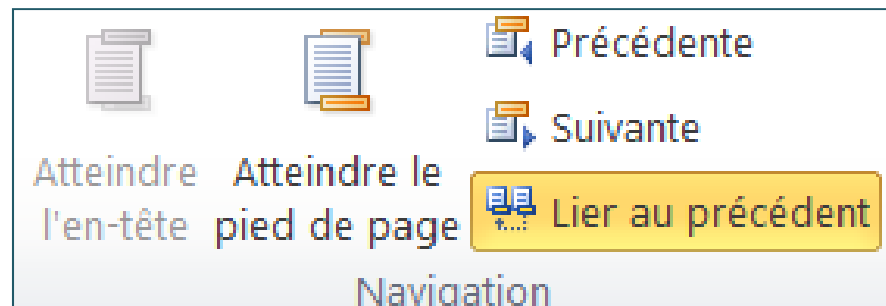 Atteindre
l'en-tête
Atteindre le
pied de page
Précédente
Suivante
Lier au précédent
Navigation